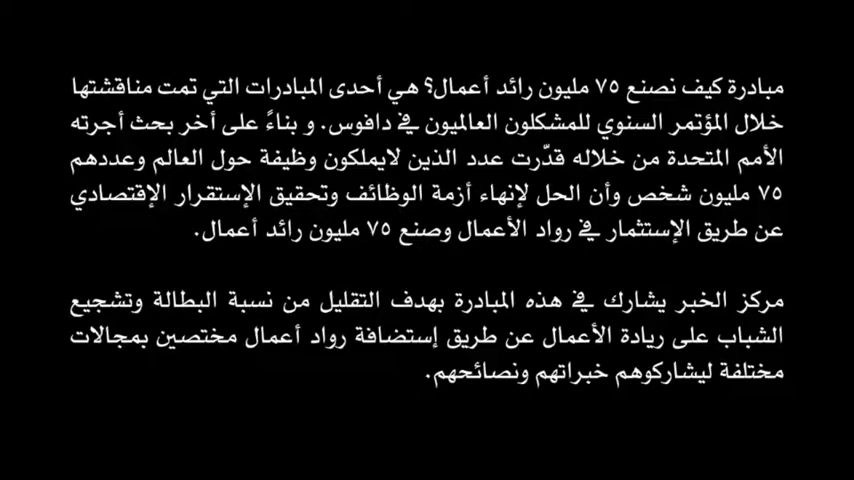 مبادرة كيف نصنع ٧٥ مليون رائد أعمال؟ هي أحدى المبادرات التي تمت مناقشتها
خلال المؤتمر السنوي للمشكلون العالميون في دافوس. و بناءً على أخر بحث أجرته
الأمم المتحدة من خلاله قدّرت عدد الذين لايملكون وظيفة حول العالم وعددهم
٧٥ مليون شخص وأن الحل لإنهاء أزمة الوظائف وتحقيق الإستقرار الإقتصادي
عن طريق الإستثمار في رواد الأعمال وصنع ٧٥ مليون رائد أعمال.
مركز الخبر يشارك في هذه المبادرة بهدف التقليل من نسبة البطالة وتشجيع
الشباب على ريادة الأعمال عن طريق إستضافة رواد أعمال مختصين بمجالات
مختلفة ليشاركوهم خبراتهم ونصائحهم.